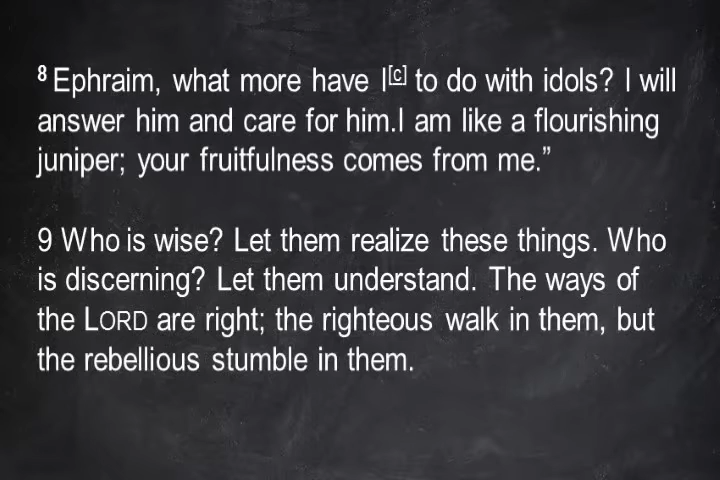 8 Ephraim, what more have I[c] to do with idols? I will
answer him and care for him.I am like a flourishing
juniper; your fruitfulness comes from me.”
9 Who is wise? Let them realize these things. Who
is discerning? Let them understand. The ways of
the LORD are right; the righteous walk in them, but
the rebellious stumble in them.